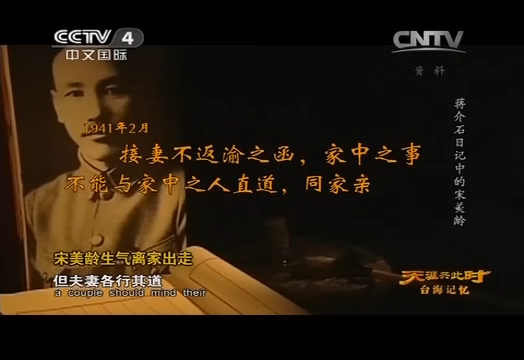 CCTV 4
中文国际
CNTV
资料
蒋介石日记中的宋美龄
1941年2月
接妻不返渝之函，家中之事
不能与家中之人直道，同家亲
宋美龄生气离家出走
但夫妻各行其道
a couple should mind their
天涯共此时
台海记忆